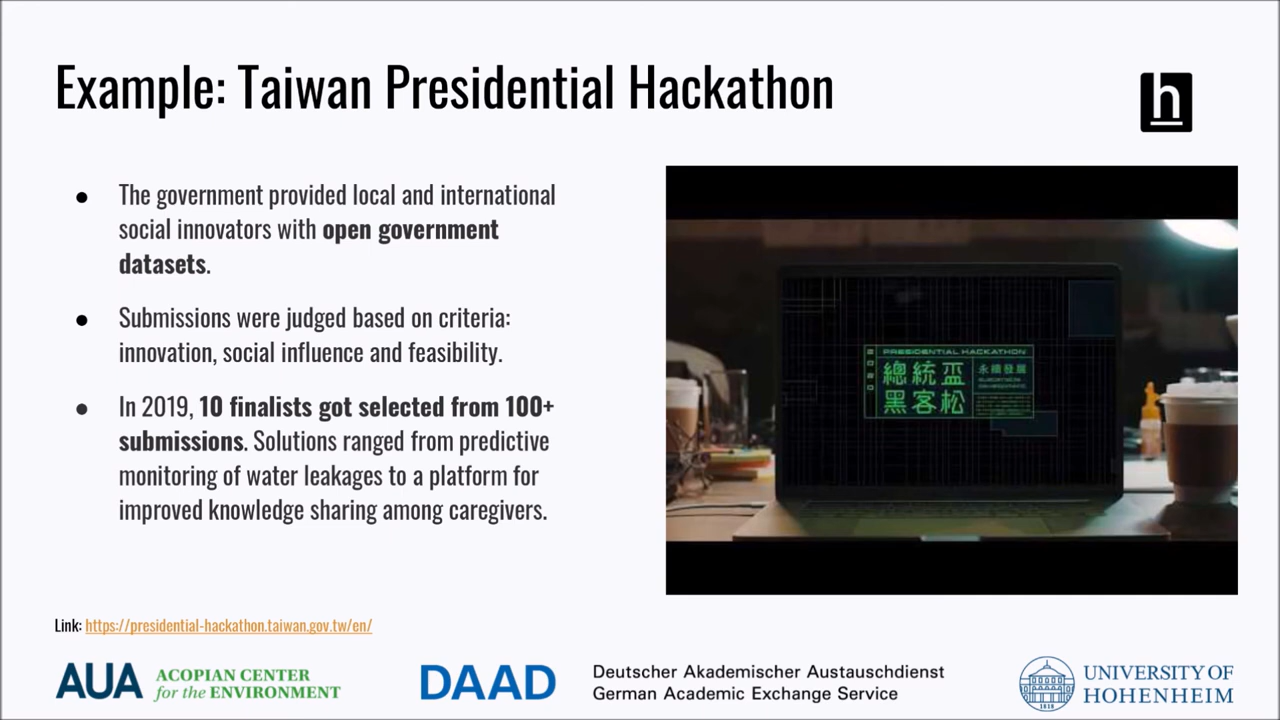 Example: Taiwan Presidential Hackathon
h
The government provided local and international
social innovators with open government
datasets.
Submissions were judged based on criteria:
innovation, social influence and feasibility.
In 2019, 10 finalists got selected from 100+
submissions. Solutions ranged from predictive
monitoring of water leakages to a platform for
improved knowledge sharing among caregivers.
2020
PRESIDENTIAL HACKATHON
總統盃
黑客松
永續發展
Sustainable
Development
Link: https://presidential-hackathon.taiwan.gov.tw/en/
AUA ACOPIAN CENTER
for the ENVIRONMENT
DAAD
Deutscher Akademischer Austauschdienst
German Academic Exchange Service
1818
UNIVERSITY OF
HOHENHEIM